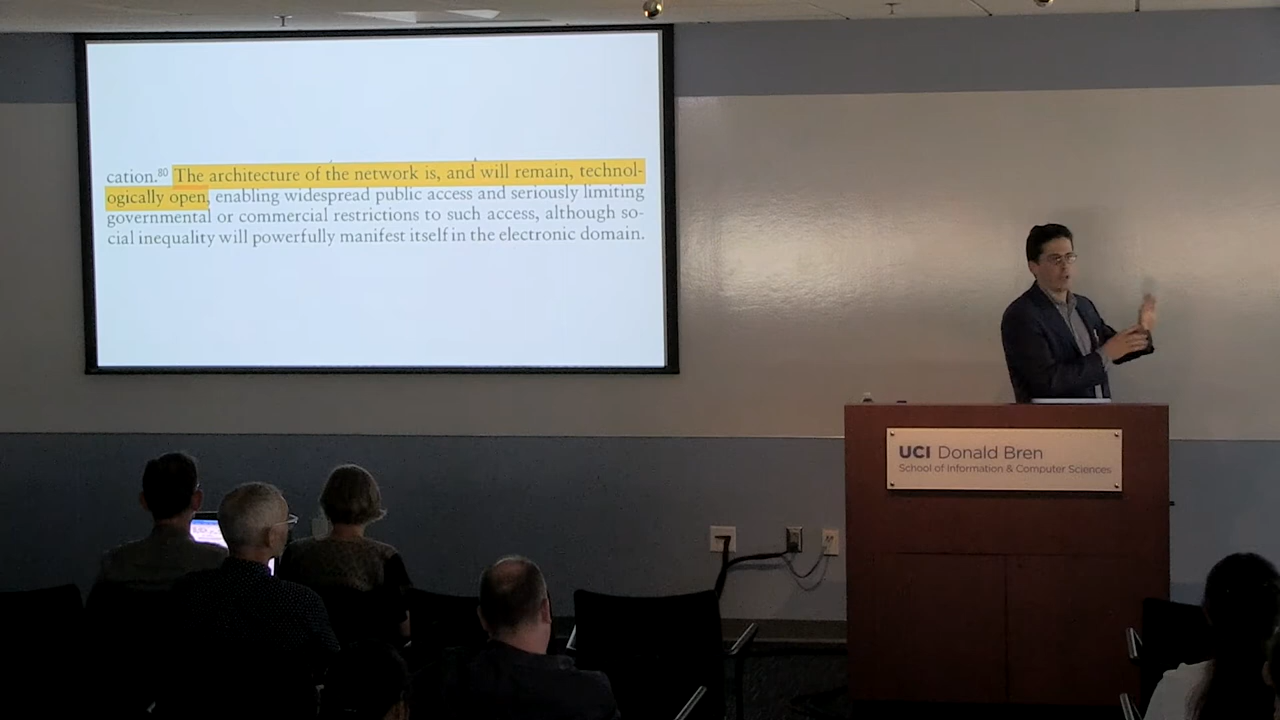 cation.80 The architecture of the network is, and will remain, technol-
ogically open, enabling widespread public access and seriously limiting
governmental or commercial restrictions to such access, although so-
cial inequality will powerfully manifest itself in the electronic domain.
UCI Donald Bren
School of Information & Computer Sciences